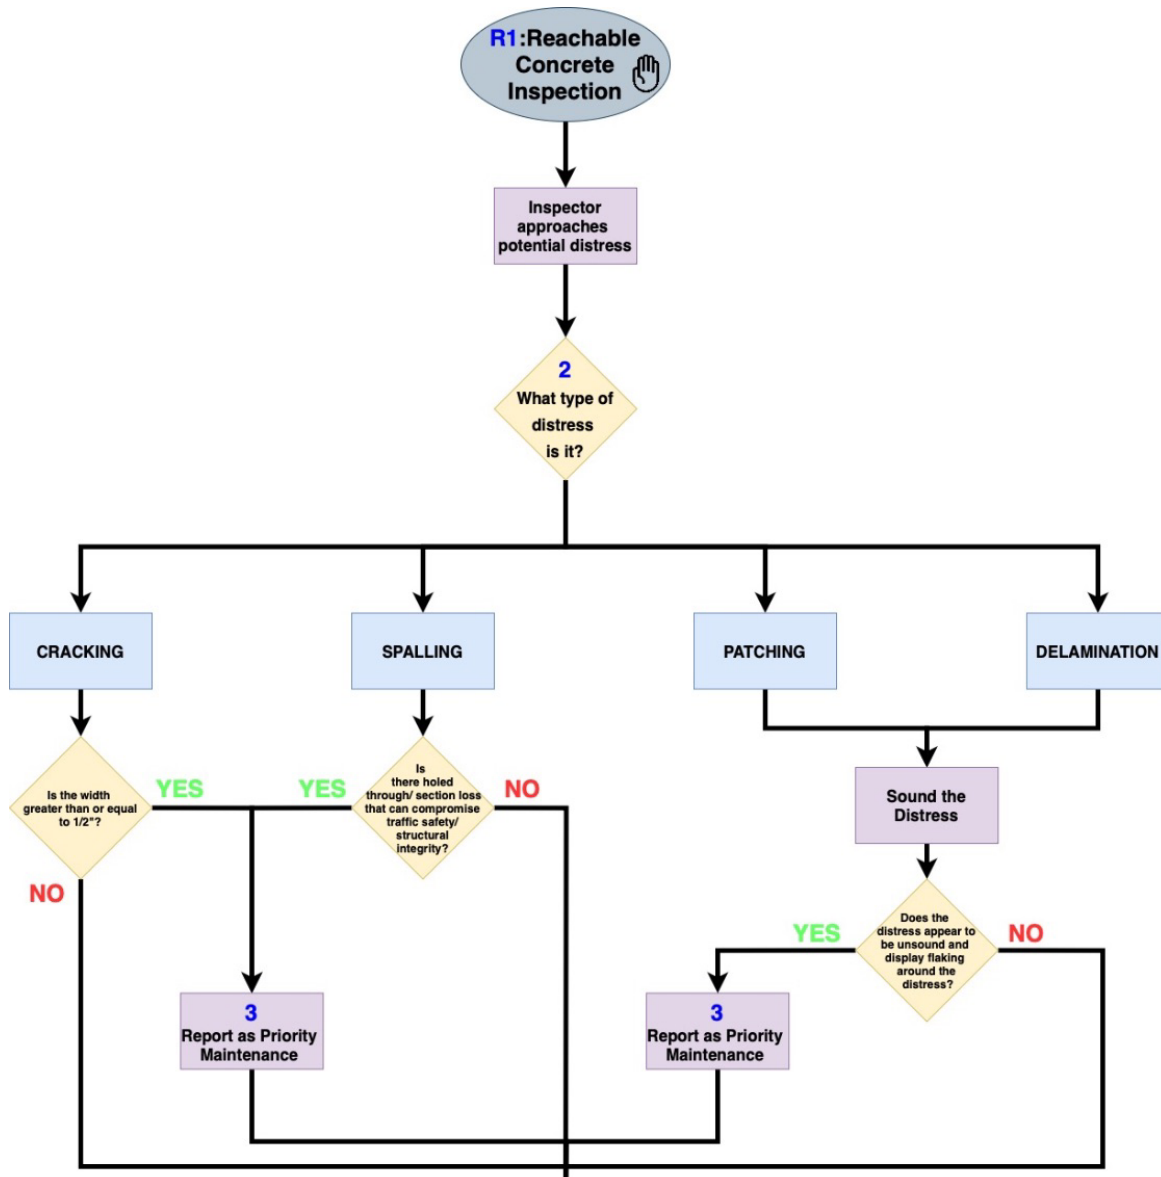 R1:Reachable
Concrete
Inspection
Inspector
approaches
potential distress
2
What type of
distress
is it?
CRACKING
SPALLING
PATCHING
DELAMINATION
Is the width
greater than or equal
to 1/2"?
YES
NO
Is
there holed
through/ section loss
that can compromise
traffic safety/
structural
integrity?
YES
NO
Sound the
Distress
Does the
distress appear to
be unsound and
display flaking
around the
distress?
YES
NO
3
Report as Priority
Maintenance
3
Report as Priority
Maintenance